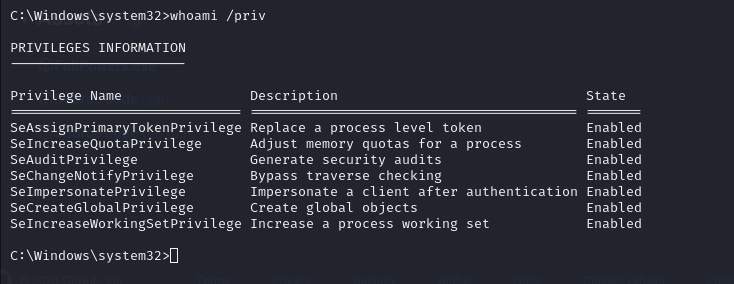 C:\Windows\system32>whoami /priv
PRIVILEGES INFORMATION
Privilege Name Description State
SeAssignPrimaryTokenPrivilege Replace a process level token Enabled
SeIncreaseQuotaPrivilege Adjust memory quotas for a process Enabled
SeAuditPrivilege Generate security audits Enabled
SeChangeNotifyPrivilege Bypass traverse checking Enabled
SeImpersonatePrivilege Impersonate a client after authentication Enabled
SeCreateGlobalPrivilege Create global objects Enabled
SeIncreaseWorkingSetPrivilege Increase a process working set Enabled
C:\Windows\system32>